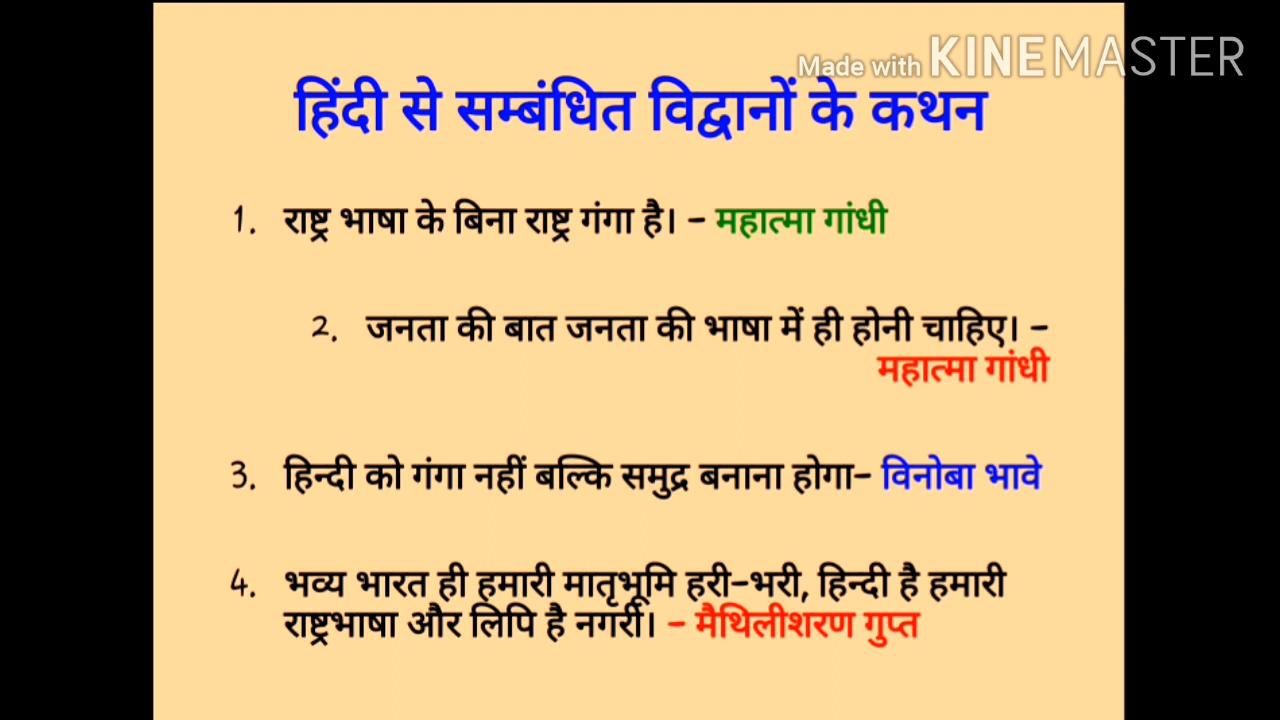 Made with KINEMASTER
हिंदी से सम्बंधित विद्वानों के कथन
1. राष्ट्र भाषा के बिना राष्ट्र गंगा है। - महात्मा गांधी
2. जनता की बात जनता की भाषा में ही होनी चाहिए। -
महात्मा गांधी
3. हिन्दी को गंगा नहीं बल्कि समुद्र बनाना होगा- विनोबा भावे
4. भव्य भारत ही हमारी मातृभूमि हरी-भरी, हिन्दी है हमारी
राष्ट्रभाषा और लिपि है नगरी। - मैथिलीशरण गुप्त